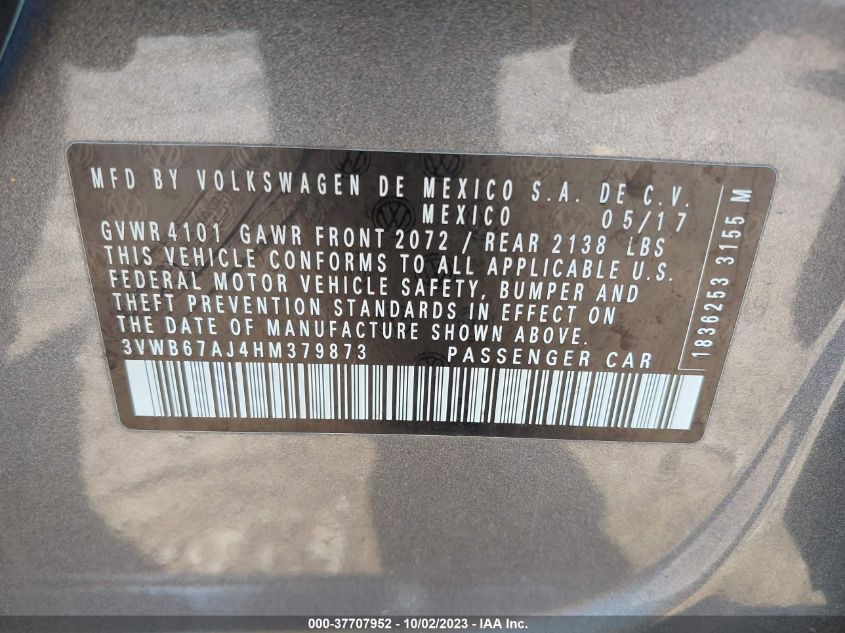 MFD BY VOLKSWAGEN DE MEXICO S.A. DE C.V.
MEXICO 05/17
GVWR 4101 GAWR FRONT 2072 / REAR 2138 LBS
THIS VEHICLE CONFORMS TO ALL APPLICABLE U.S.
FEDERAL MOTOR VEHICLE SAFETY, BUMPER AND
THEFT PREVENTION STANDARDS IN EFFECT ON
THE DATE OF MANUFACTURE SHOWN ABOVE.
3VWB67AJ4HM379873 PASSENGER CAR
1836253 3155 M
000-37707952 - 10/02/2023 - IAA Inc.